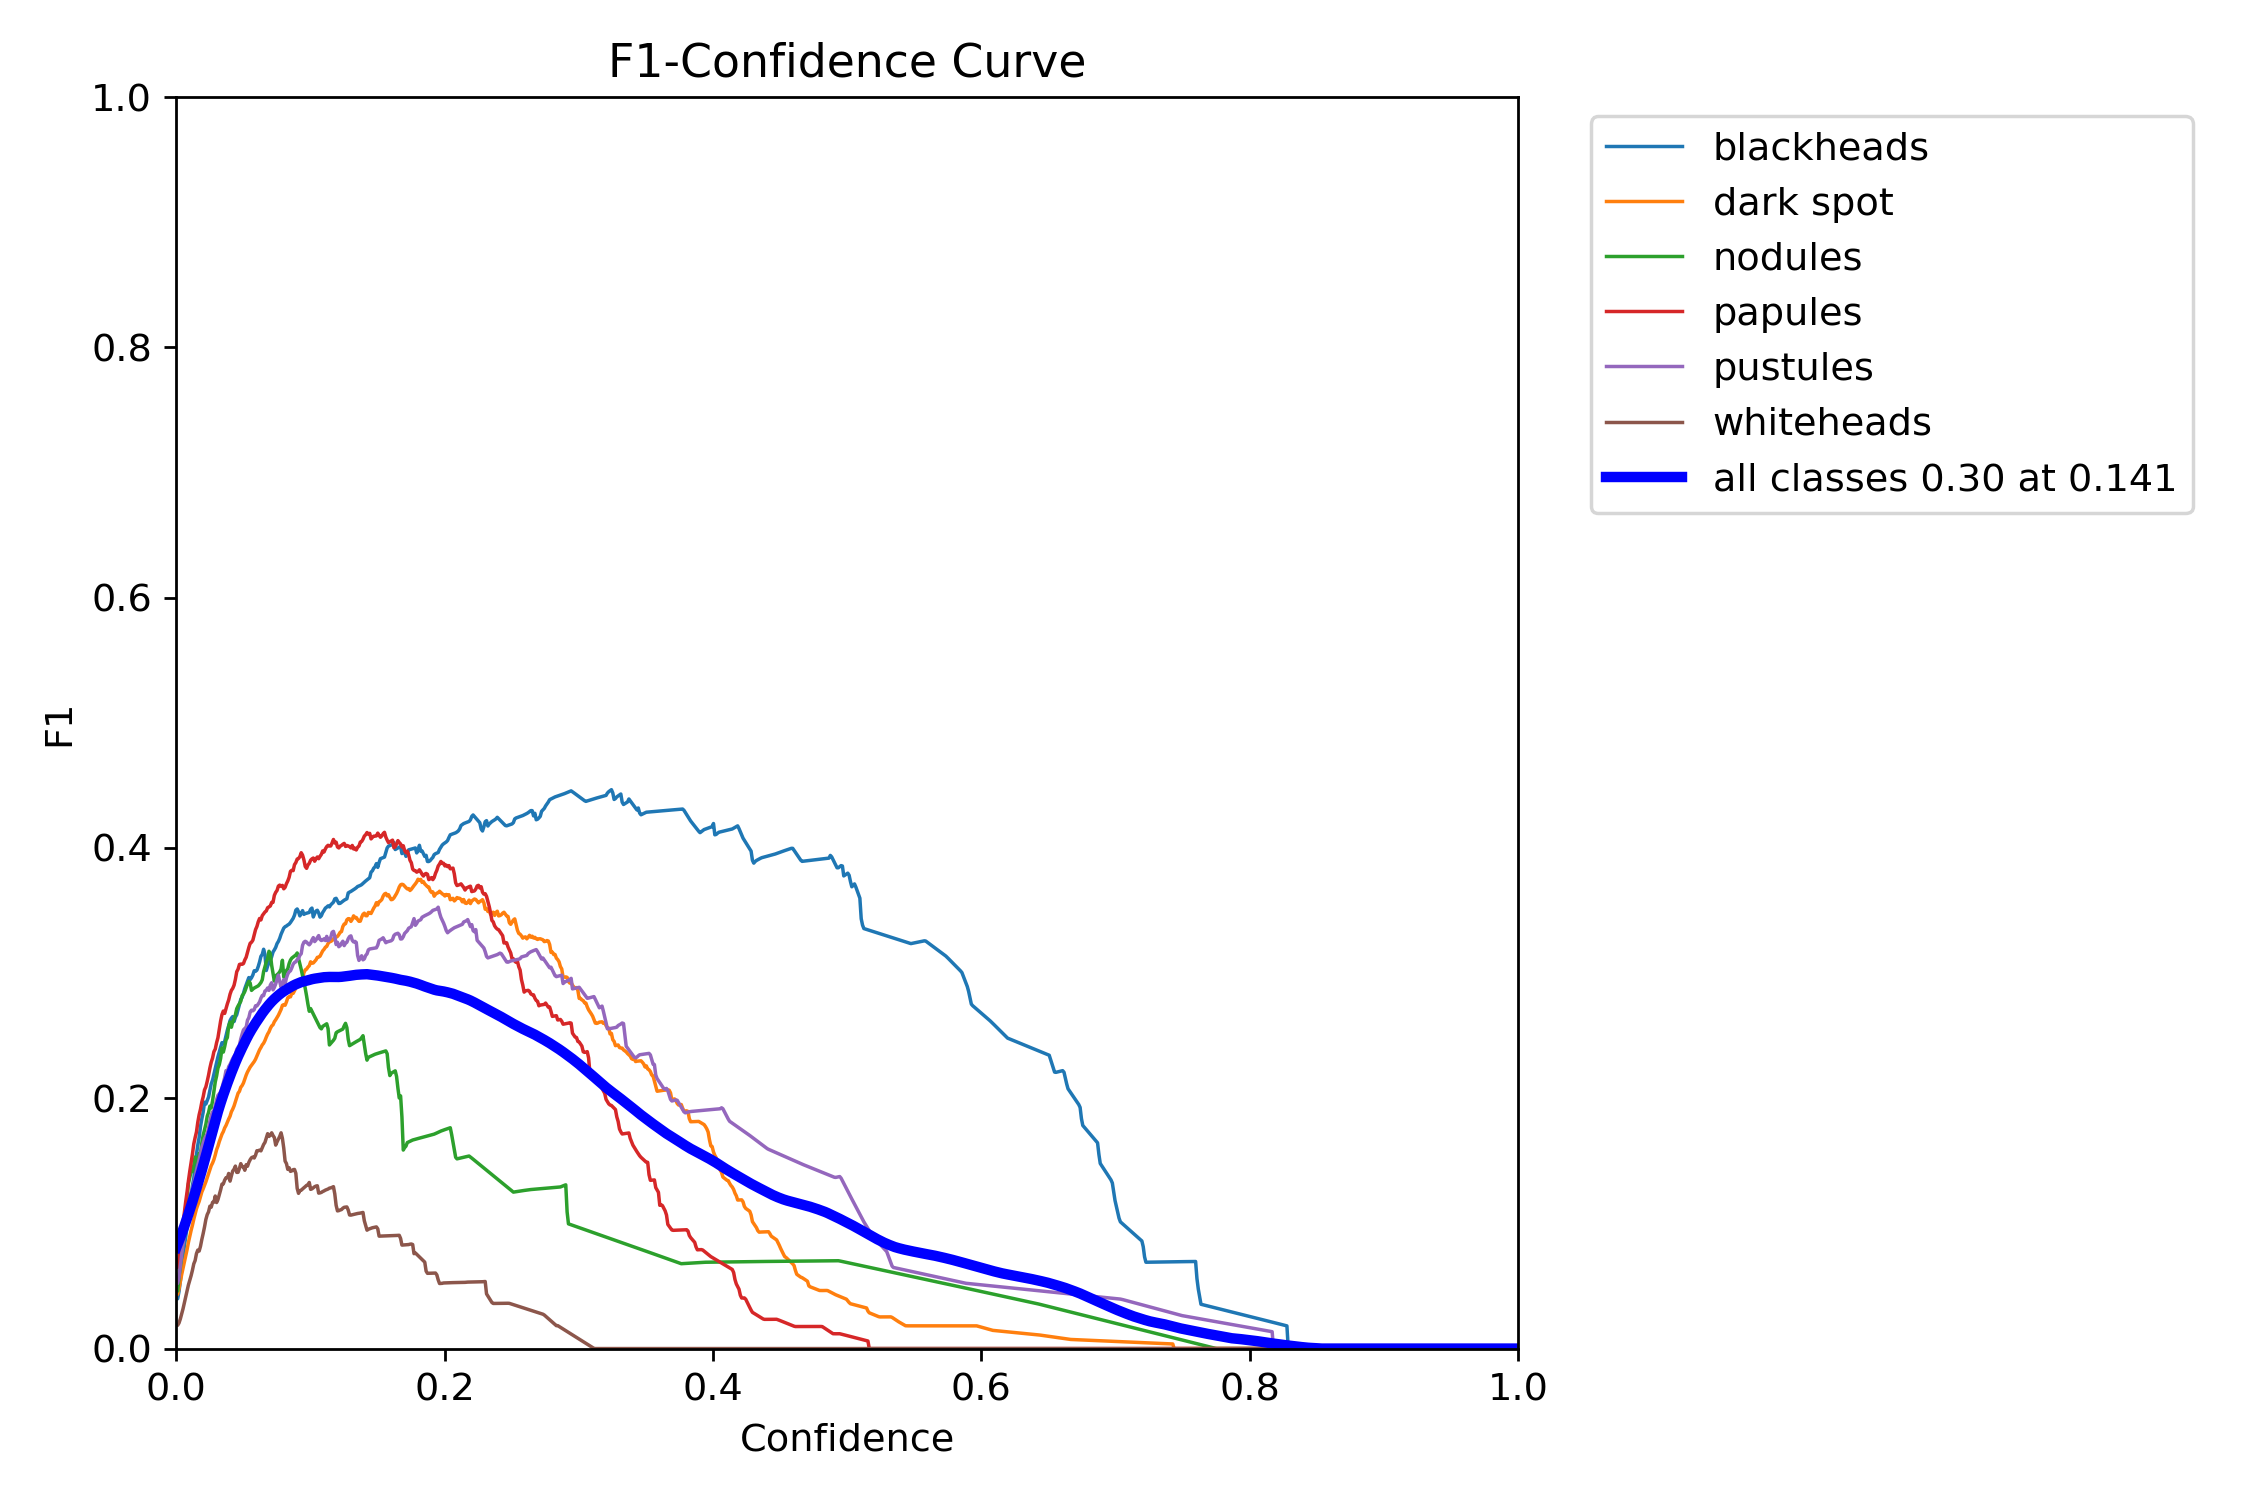 F1-Confidence Curve
1.0
0.8
0.6
0.4
0.2
0.0
F1
0.0 0.2 0.4 0.6 0.8 1.0
Confidence
blackheads
dark spot
nodules
papules
pustules
whiteheads
all classes 0.30 at 0.141